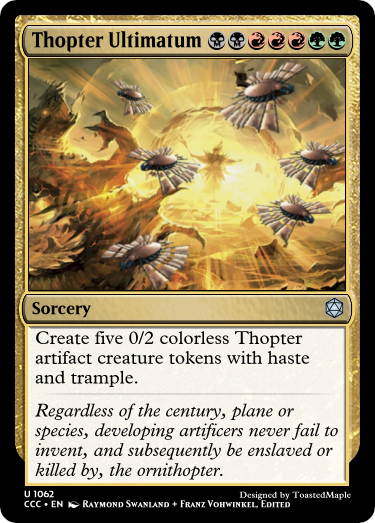 Thopter Ultimatum
Sorcery
Create five 0/2 colorless Thopter
artifact creature tokens with haste
and trample.
Regardless of the century, plane or
species, developing artificers never fail to
invent, and subsequently be enslaved or
killed by, the ornithopter.
U 1062
Designed by ToastedMaple
CCC • EN Raymond Swanland + Franz Vohwinkel, Edited